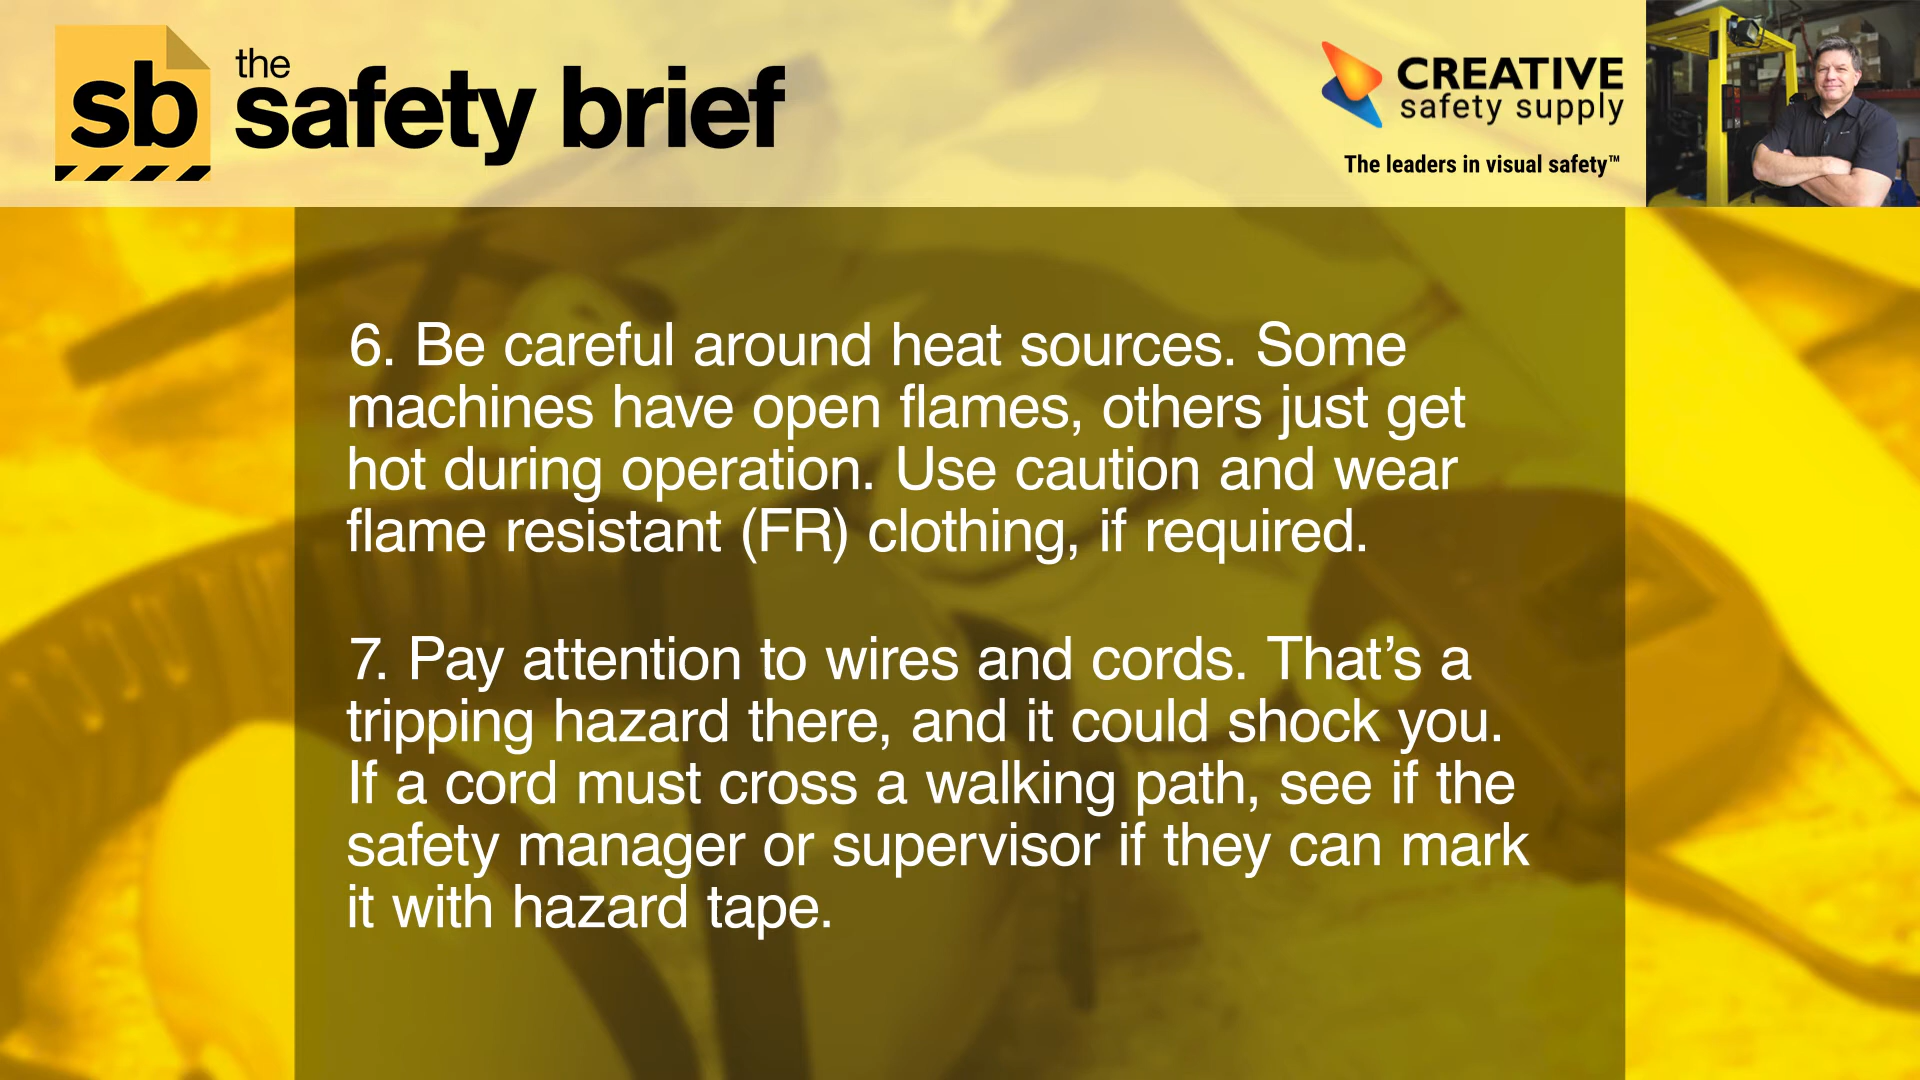 sb
the
safety brief
CREATIVE
safety supply
The leaders in visual safety™
6. Be careful around heat sources. Some
machines have open flames, others just get
hot during operation. Use caution and wear
flame resistant (FR) clothing, if required.
7. Pay attention to wires and cords. That’s a
tripping hazard there, and it could shock you.
If a cord must cross a walking path, see if the
safety manager or supervisor if they can mark
it with hazard tape.